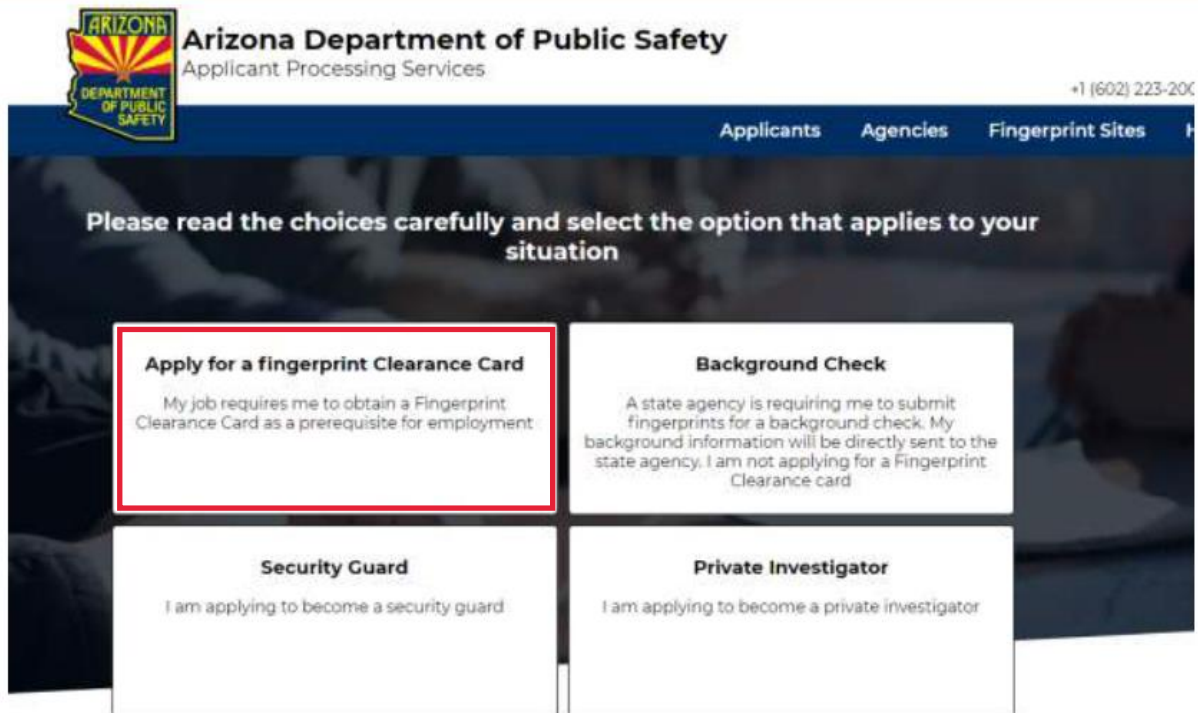 ARIZONA
DEPARTMENT
OF PUBLIC
SAFETY
Arizona Department of Public Safety
Applicant Processing Services
+1 (602) 223-200
Applicants Agencies Fingerprint Sites
Please read the choices carefully and select the option that applies to your
situation
Apply for a fingerprint Clearance Card
My job requires me to obtain a Fingerprint
Clearance Card as a prerequisite for employment
Background Check
A state agency is requiring me to submit
fingerprints for a background check. My
background information will be directly sent to the
state agency. I am not applying for a Fingerprint
Clearance card
Security Guard
I am applying to become a security guard
Private Investigator
I am applying to become a private investigator